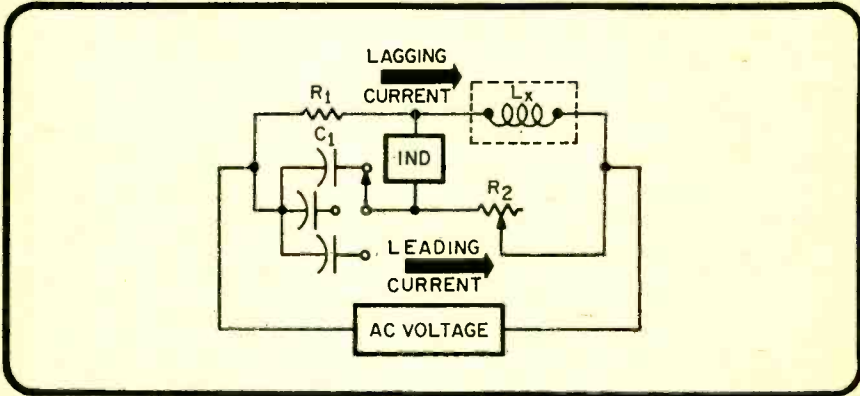 LAGGING
CURRENT
R1
Lx
C1
IND
R2
LEADING
CURRENT
AC VOLTAGE